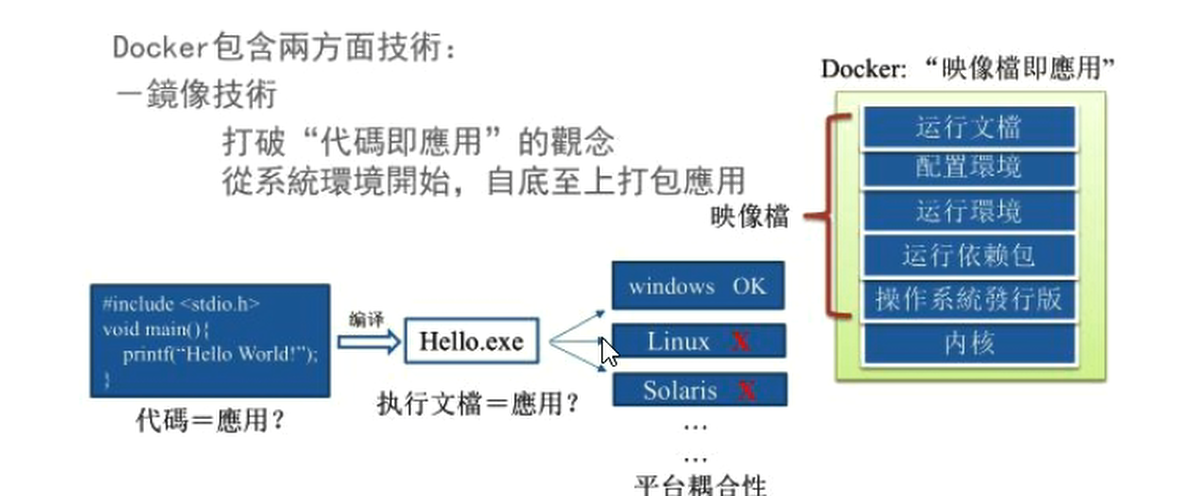 Docker包含兩方面技術：
－鏡像技術
打破“代碼即應用”的觀念
從系統環境開始，自底至上打包應用
#include <stdio.h>
void main(){
printf(“Hello World!”);
}
代碼＝應用？
编译
Hello.exe
执行文檔＝應用？
windows OK
Linux X
Solaris X
…
…
平台耦合性
Docker: “映像檔即應用”
映像檔
运行文檔
配置環境
运行環境
运行依赖包
操作系統發行版
内核